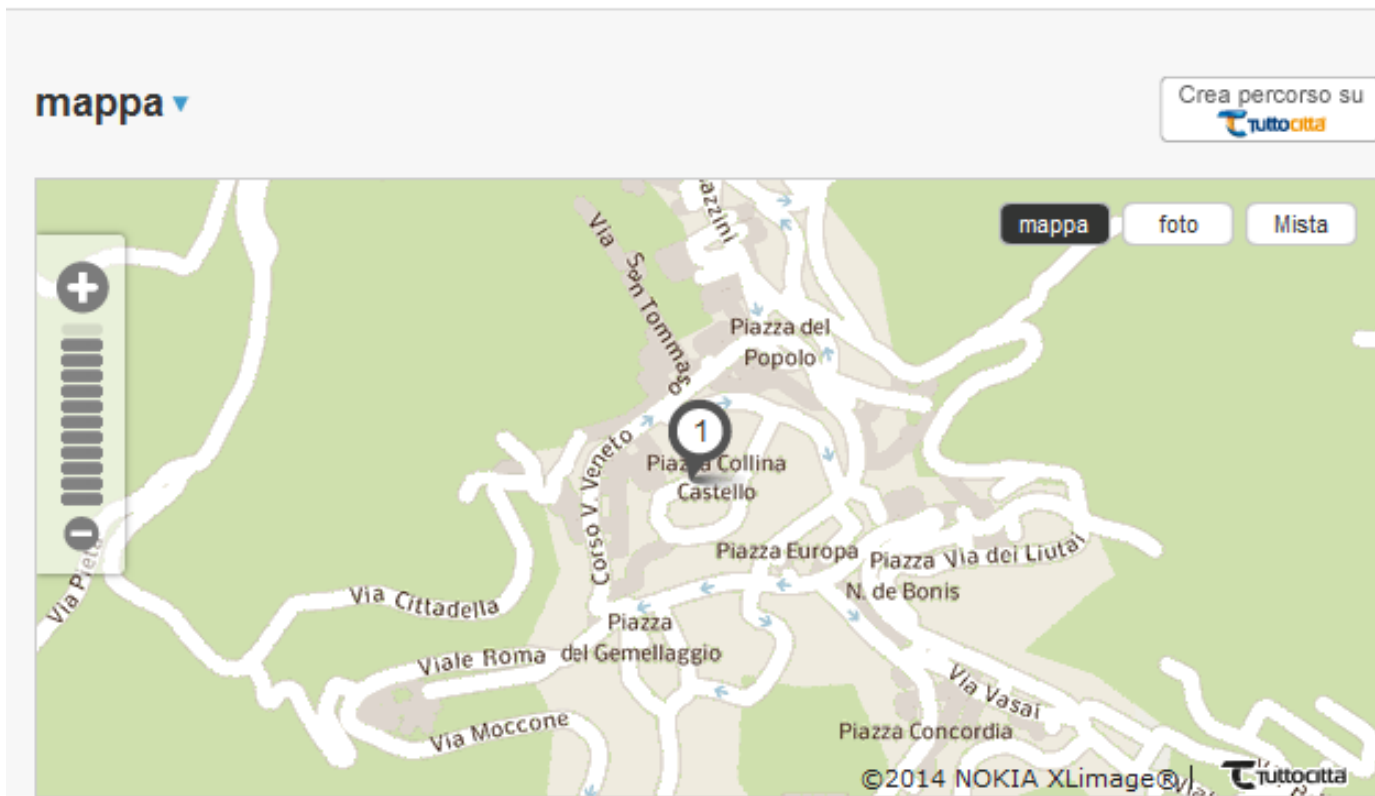 mappa
Crea percorso su
Tuttocittà
mappa
foto
Mista
Via
San Tommaso
Piazza del
Popolo
1
Piazza Collina
Castello
Corso V. Veneto
Piazza Europa
Piazza
N. de Bonis
Via dei Liutai
Via Pietà
Via Cittadella
Piazza
del Gemellaggio
Viale Roma
Via Moccone
Via Vasai
Piazza Concordia
©2014 NOKIA XLimage®
Tuttocittà